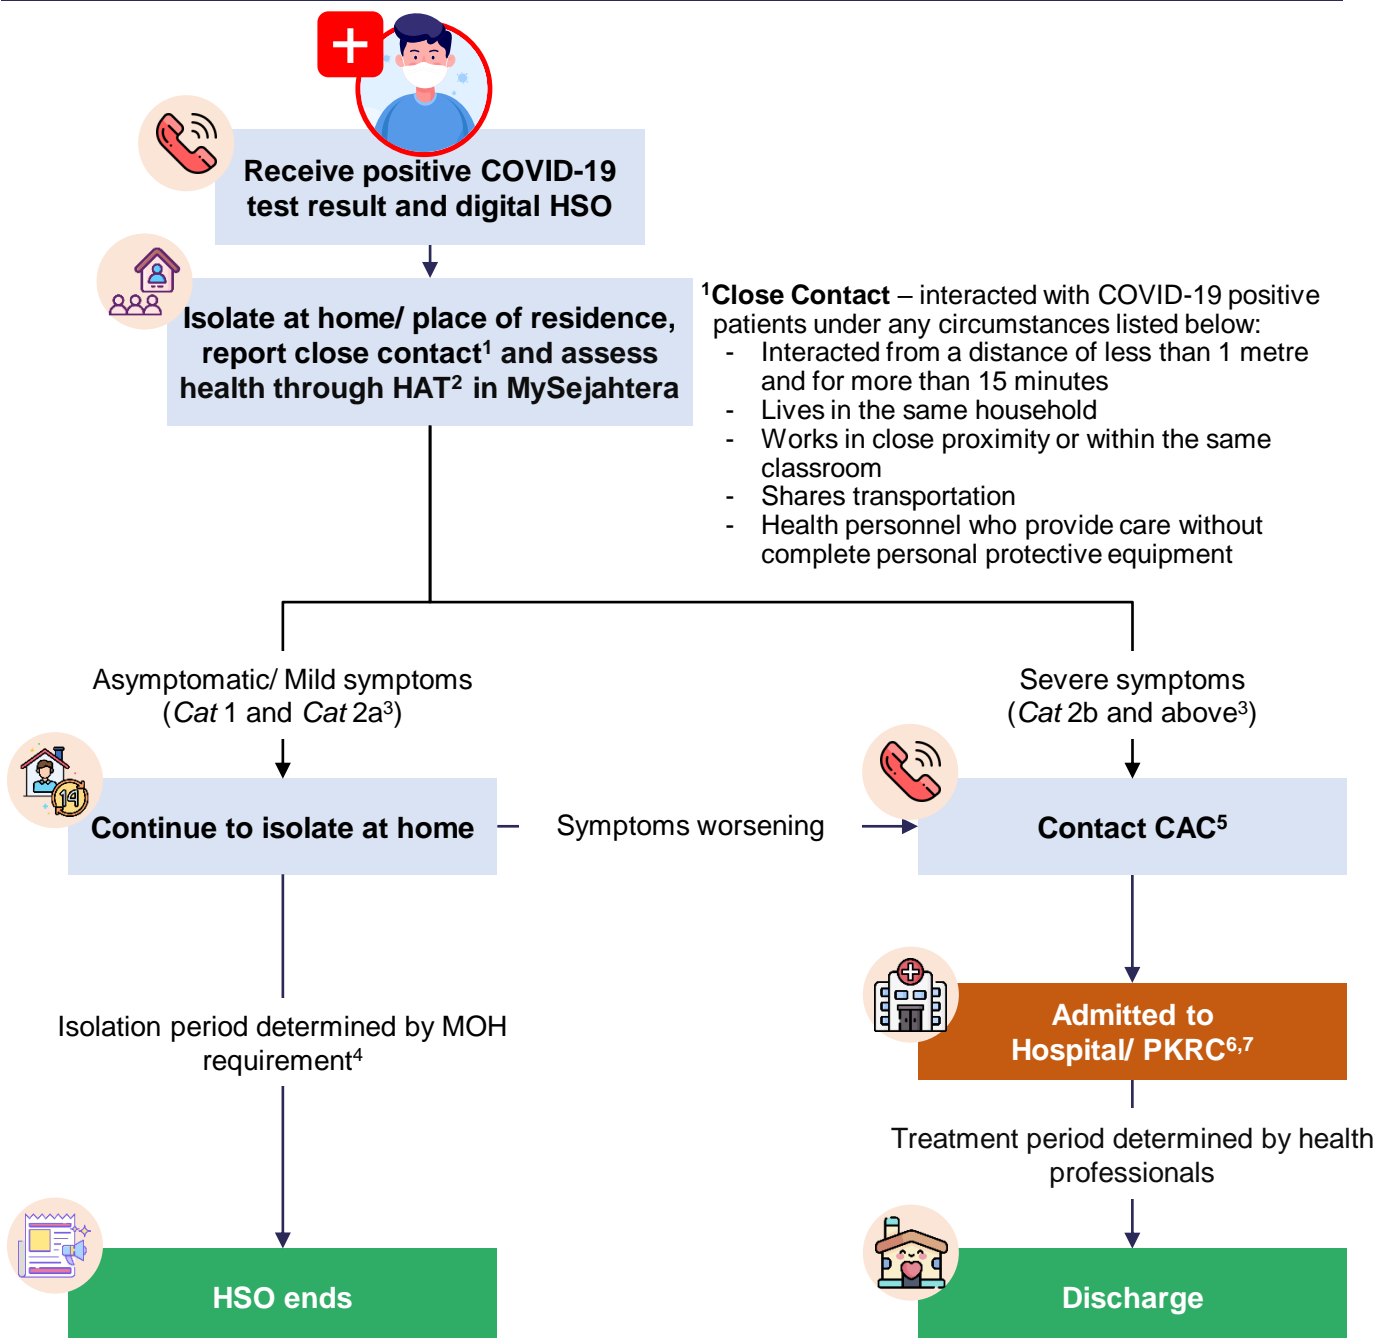 Receive positive COVID-19
test result and digital HSO
Isolate at home/ place of residence,
report close contact¹ and assess
health through HAT² in MySejahtera
¹Close Contact – interacted with COVID-19 positive
patients under any circumstances listed below:
- Interacted from a distance of less than 1 metre
and for more than 15 minutes
- Lives in the same household
- Works in close proximity or within the same
classroom
- Shares transportation
- Health personnel who provide care without
complete personal protective equipment
Asymptomatic/ Mild symptoms
(Cat 1 and Cat 2a³)
Severe symptoms
(Cat 2b and above³)
14
Continue to isolate at home
Symptoms worsening
Contact CAC⁵
Isolation period determined by MOH
requirement⁴
Admitted to
Hospital/ PKRC⁶,⁷
Treatment period determined by health
professionals
HSO ends
Discharge